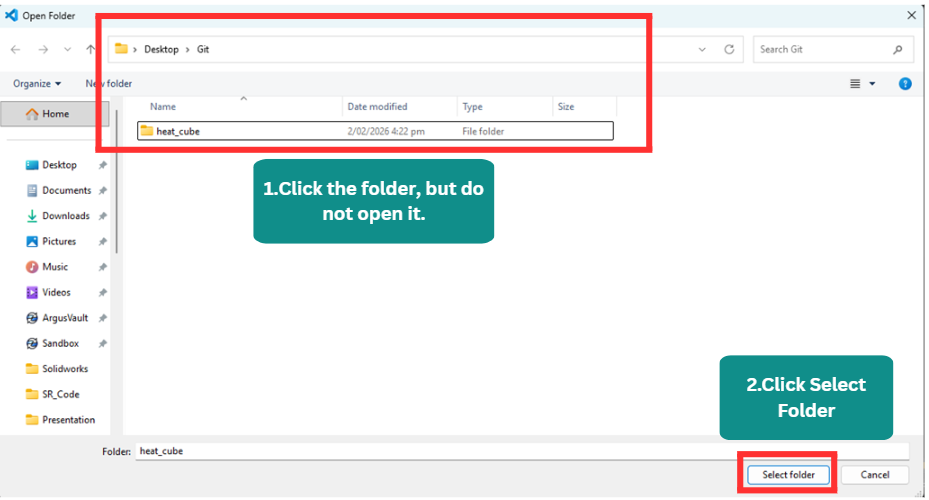 Open Folder
Desktop > Git
Search Git
Organize
New folder
Name
Date modified
Type
Size
Home
heat_cube
2/02/2026 4:22 pm
File folder
Desktop
Documents
Downloads
Pictures
Music
Videos
ArgusVault
Sandbox
Solidworks
SR_Code
Presentation
1.Click the folder, but do
not open it.
2.Click Select
Folder
Folder: heat_cube
Select folder
Cancel